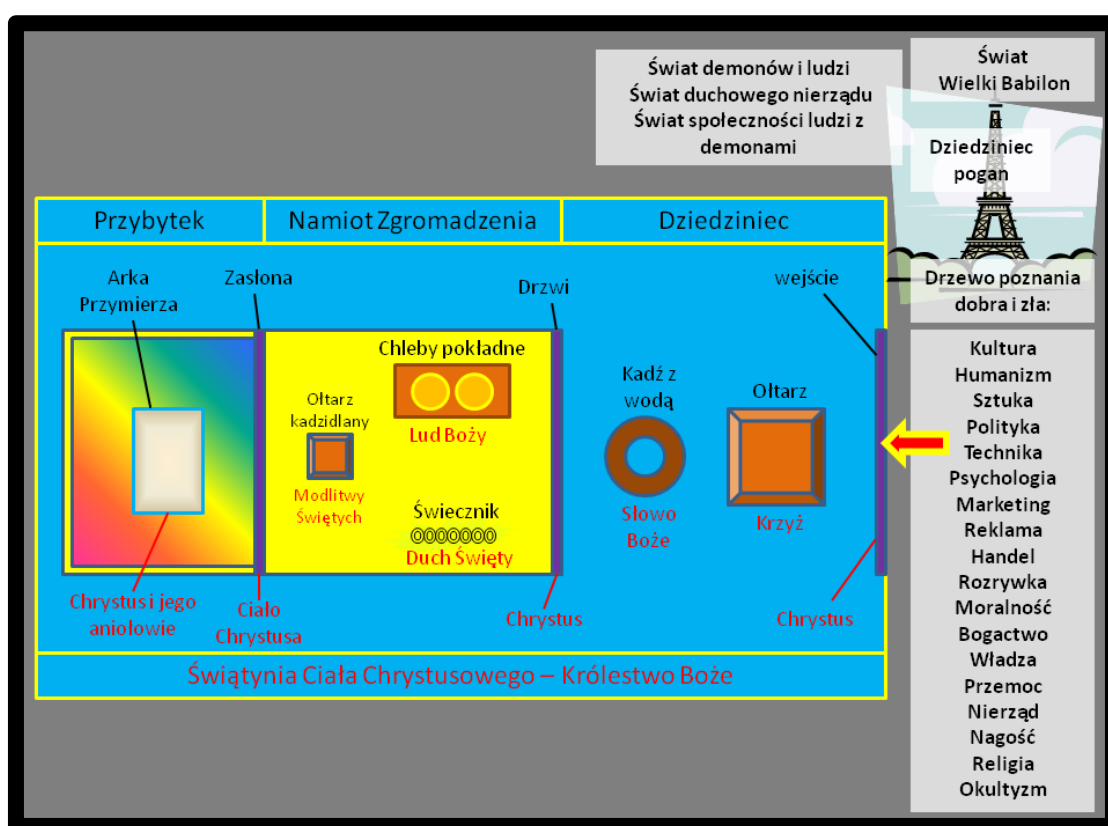 Świat demonów i ludzi
Świat duchowego nierządu
Świat społeczności ludzi z
demonami
Świat
Wielki Babilon
Dziedziniec
pogan
Drzewo poznania
dobra i zła:
Kultura
Humanizm
Sztuka
Polityka
Technika
Psychologia
Marketing
Reklama
Handel
Rozrywka
Moralność
Bogactwo
Władza
Przemoc
Nierząd
Nagość
Religia
Okultyzm
Przybytek
Namiot Zgromadzenia
Dziedziniec
Arka
Przymierza
Zasłona
Drzwi
wejście
Chleby pokładne
Lud Boży
Ołtarz
kadzidlany
Modlitwy
Świętych
Świecznik
Duch Święty
Kadź z
wodą
Słowo
Boże
Ołtarz
Krzyż
Chrystus i jego
aniołowie
Ciało
Chrystusa
Chrystus
Chrystus
Świątynia Ciała Chrystusowego – Królestwo Boże